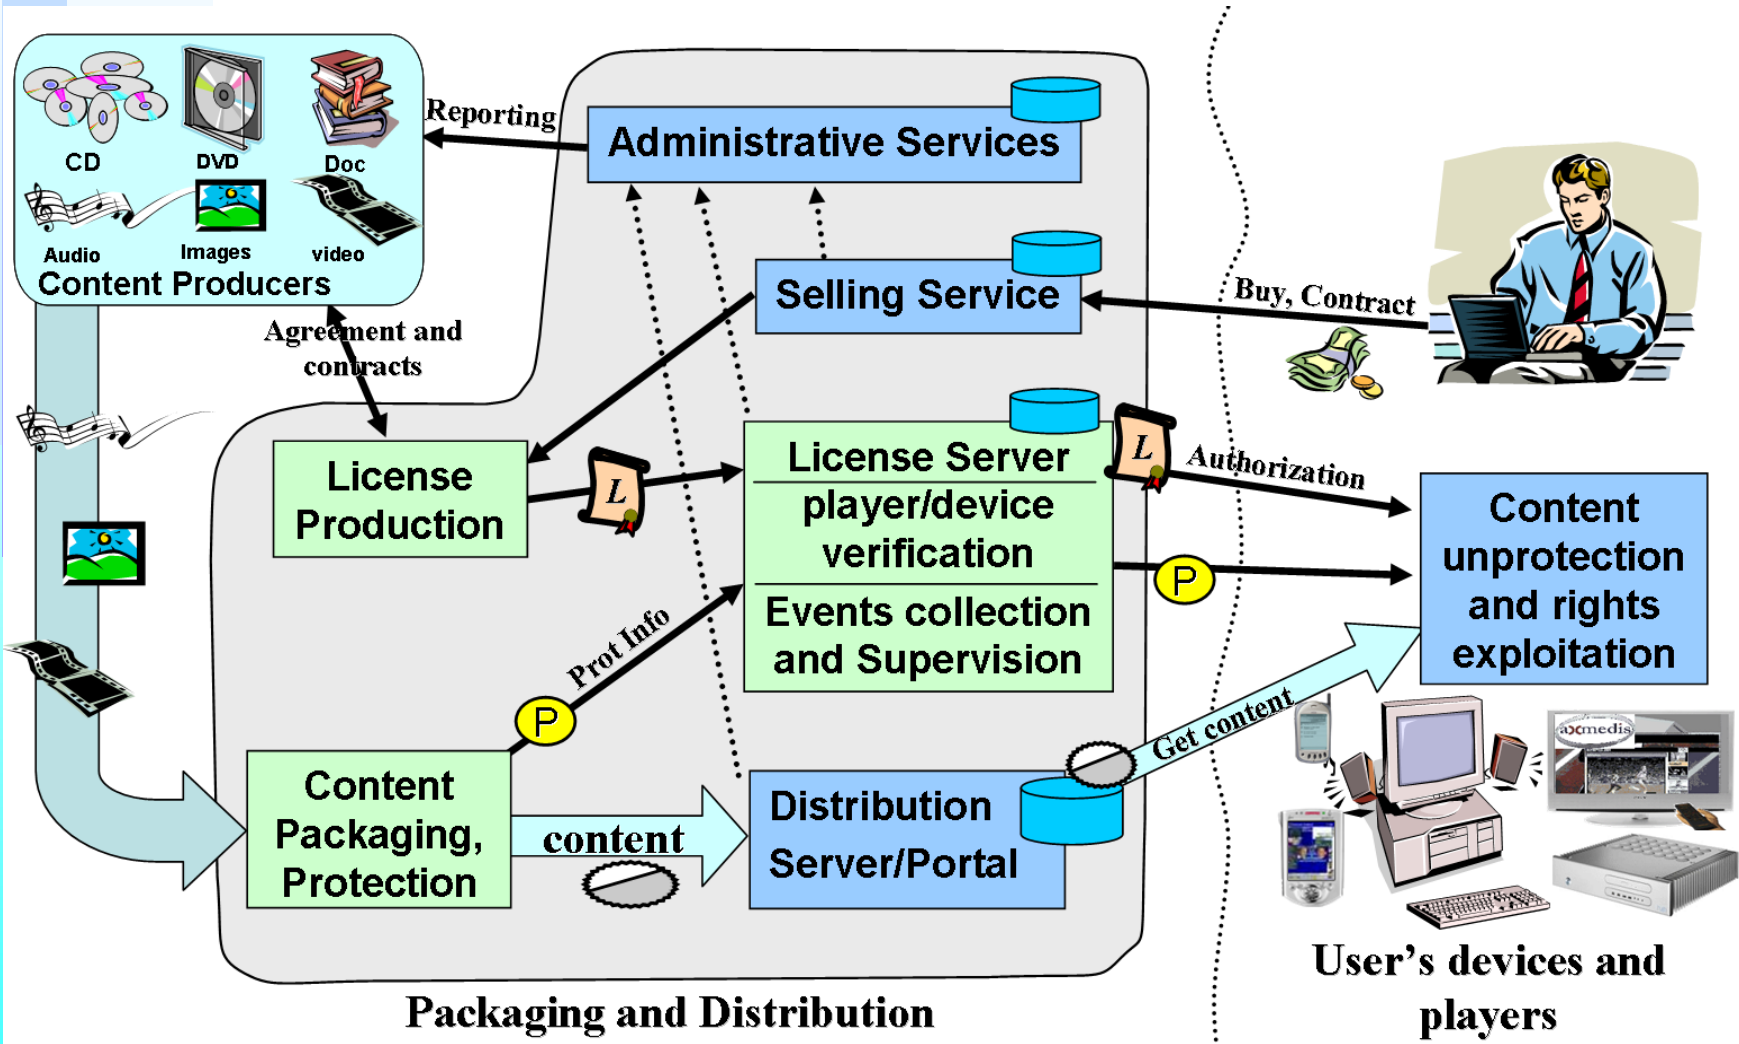 CD
DVD
Doc
Audio
Images
video
Content Producers
Reporting
Administrative Services
Selling Service
Buy, Contract
Agreement and
contracts
License
Production
L
License Server
player/device
verification
Events collection
and Supervision
L
Authorization
P
Content
unprotection
and rights
exploitation
Prot Info
P
Content
Packaging,
Protection
content
Distribution
Server/Portal
Get content
axmedis
User's devices and
players
Packaging and Distribution